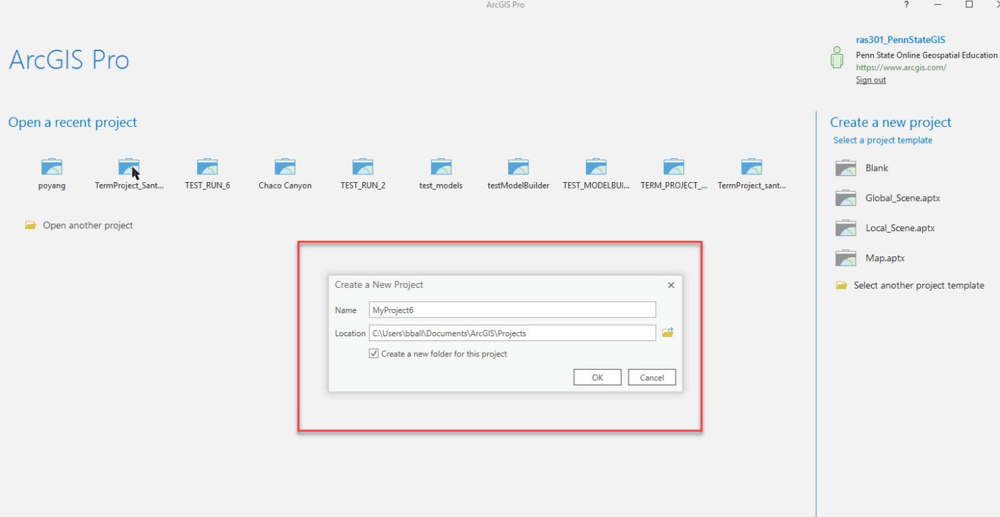 ArcGIS Pro
?
ArcGIS Pro
ras301_PennStateGIS
Penn State Online Geospatial Education
https://www.arcgis.com/
Sign out
Open a recent project
poyang
TermProject_Sant...
TEST_RUN_6
Chaco Canyon
TEST_RUN_2
test_models
testModelBuilder
TEST_MODELBUI...
TERM_PROJECT_...
TermProject_sant...
Open another project
Create a new project
Select a project template
Blank
Global_Scene.aptx
Local_Scene.aptx
Map.aptx
Select another project template
Create a New Project
Name MyProject6
Location C:\Users\bball\Documents\ArcGIS\Projects
Create a new folder for this project
OK Cancel